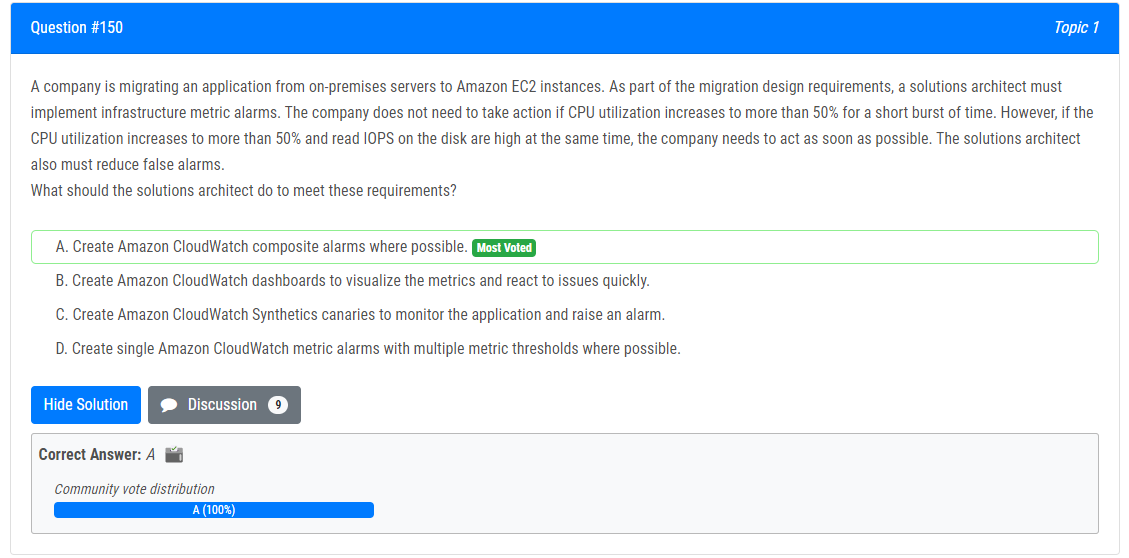 Question #150
Topic 1
A company is migrating an application from on-premises servers to Amazon EC2 instances. As part of the migration design requirements, a solutions architect must
implement infrastructure metric alarms. The company does not need to take action if CPU utilization increases to more than 50% for a short burst of time. However, if the
CPU utilization increases to more than 50% and read IOPS on the disk are high at the same time, the company needs to act as soon as possible. The solutions architect
also must reduce false alarms.
What should the solutions architect do to meet these requirements?
A. Create Amazon CloudWatch composite alarms where possible. Most Voted
B. Create Amazon CloudWatch dashboards to visualize the metrics and react to issues quickly.
C. Create Amazon CloudWatch Synthetics canaries to monitor the application and raise an alarm.
D. Create single Amazon CloudWatch metric alarms with multiple metric thresholds where possible.
Hide Solution
Discussion 9
Correct Answer: A
Community vote distribution
A (100%)